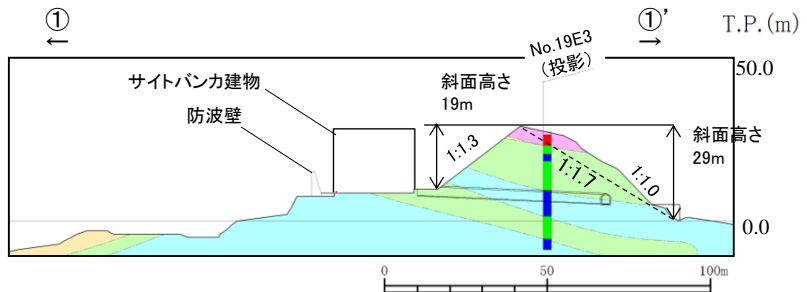 ①
←
①’
→
T.P.(m)
No.19E3
(投影)
50.0
サイトバンカ建物
斜面高さ
19m
防波壁
斜面高さ
29m
1:1.3
1:1.7
1:1.0
0.0
0
50
100m